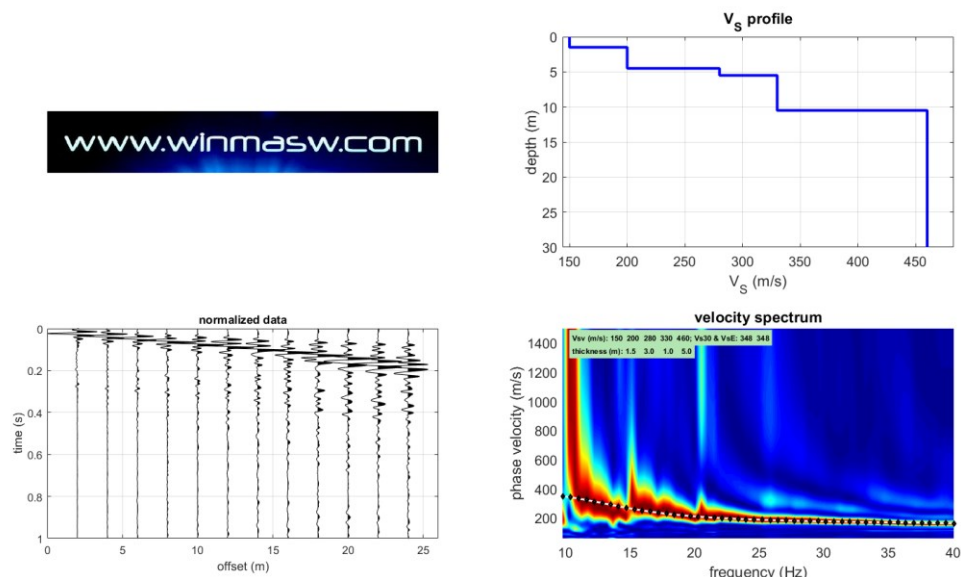 www.winmasw.com
V_S profile
0
5
10
15
20
25
30
depth (m)
150 200 250 300 350 400 450
V_S (m/s)
normalized data
0
0.2
0.4
0.6
0.8
1
time (s)
0 5 10 15 20 25
offset (m)
velocity spectrum
Vsv (m/s): 150 200 280 330 460; Vs30 & VsE: 348 348
thickness (m): 1.5 3.0 1.0 5.0
1400
1200
1000
800
600
400
200
phase velocity (m/s)
10 15 20 25 30 35 40
frequency (Hz)